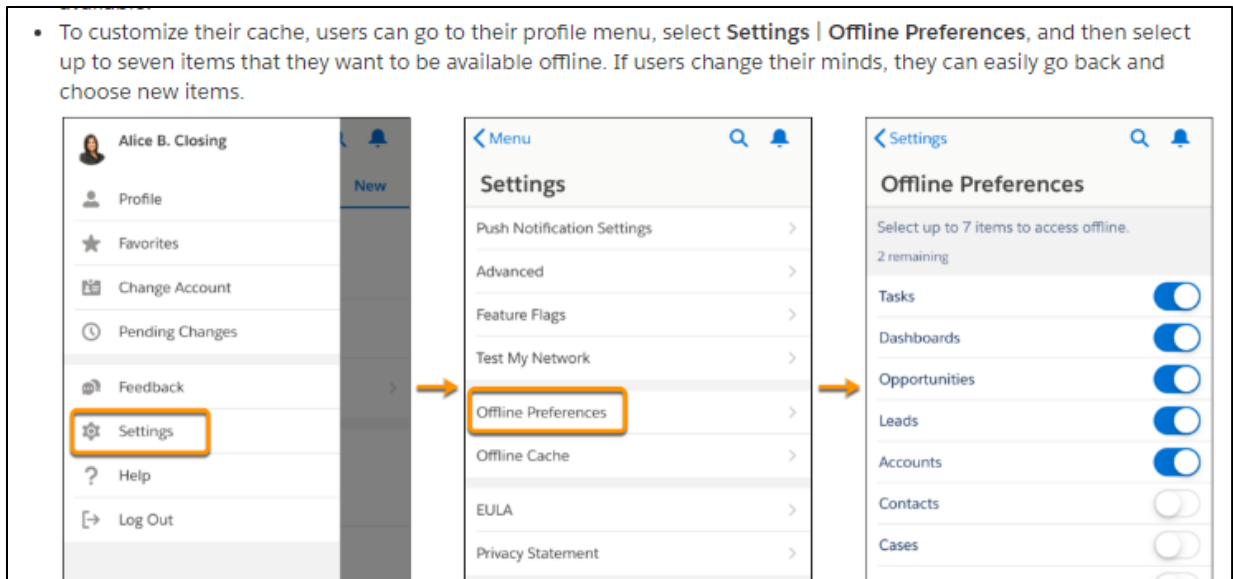 • To customize their cache, users can go to their profile menu, select Settings | Offline Preferences, and then select
up to seven items that they want to be available offline. If users change their minds, they can easily go back and
choose new items.
Alice B. Closing
New
Profile
Favorites
Change Account
Pending Changes
Feedback
Settings
Help
Log Out
Menu
Settings
Push Notification Settings
Advanced
Feature Flags
Test My Network
Offline Preferences
Offline Cache
EULA
Privacy Statement
Settings
Offline Preferences
Select up to 7 items to access offline.
2 remaining
Tasks
Dashboards
Opportunities
Leads
Accounts
Contacts
Cases